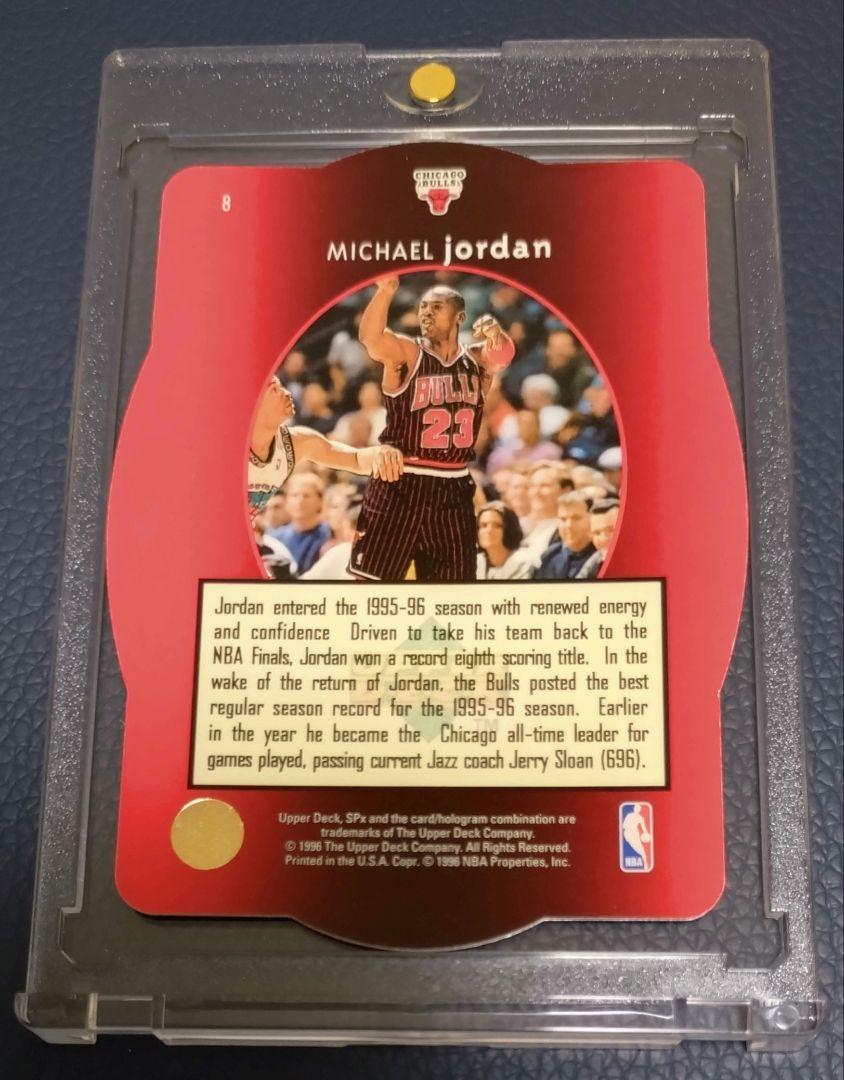 8
CHICAGO
BULLS
MICHAEL jordan
BULLS
23
Jordan entered the 1995-96 season with renewed energy
and confidence Driven to take his team back to the
NBA Finals, Jordan won a record eighth scoring title. In the
wake of the return of Jordan, the Bulls posted the best
regular season record for the 1995-96 season. Earlier
in the year he became the Chicago all-time leader for
games played, passing current Jazz coach Jerry Sloan (696).
TM
Upper Deck, SPx and the card/hologram combination are
trademarks of The Upper Deck Company.
© 1996 The Upper Deck Company. All Rights Reserved.
Printed in the U.S.A. Copr. © 1996 NBA Properties, Inc.
NBA